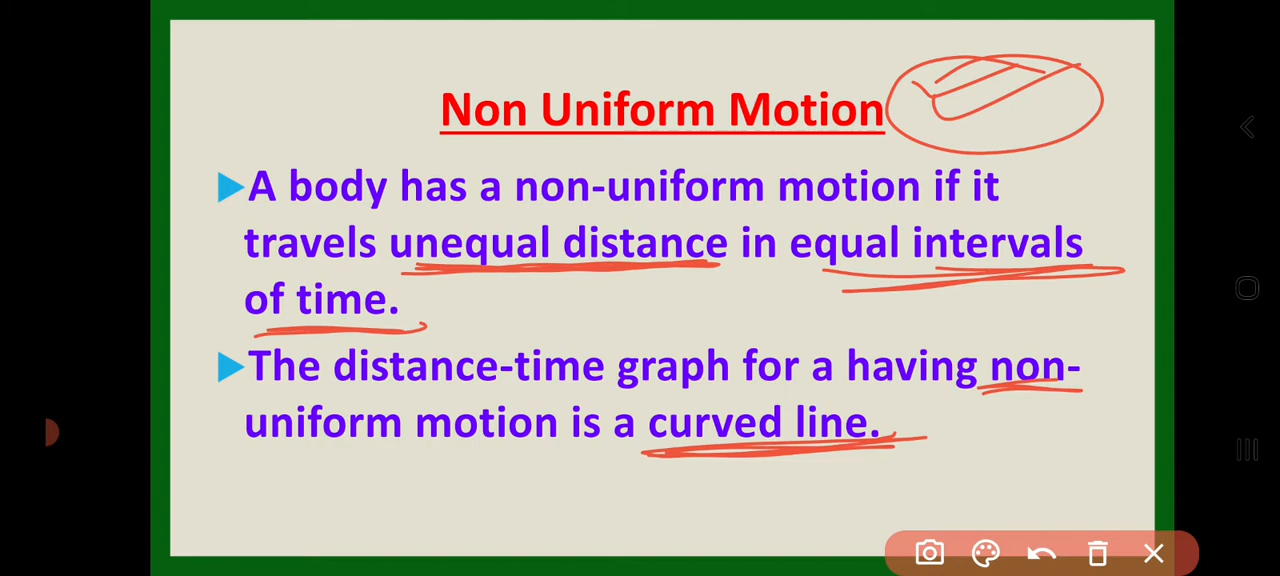 Non Uniform Motion
A body has a non-uniform motion if it
travels unequal distance in equal intervals
of time.
The distance-time graph for a having non-
uniform motion is a curved line.